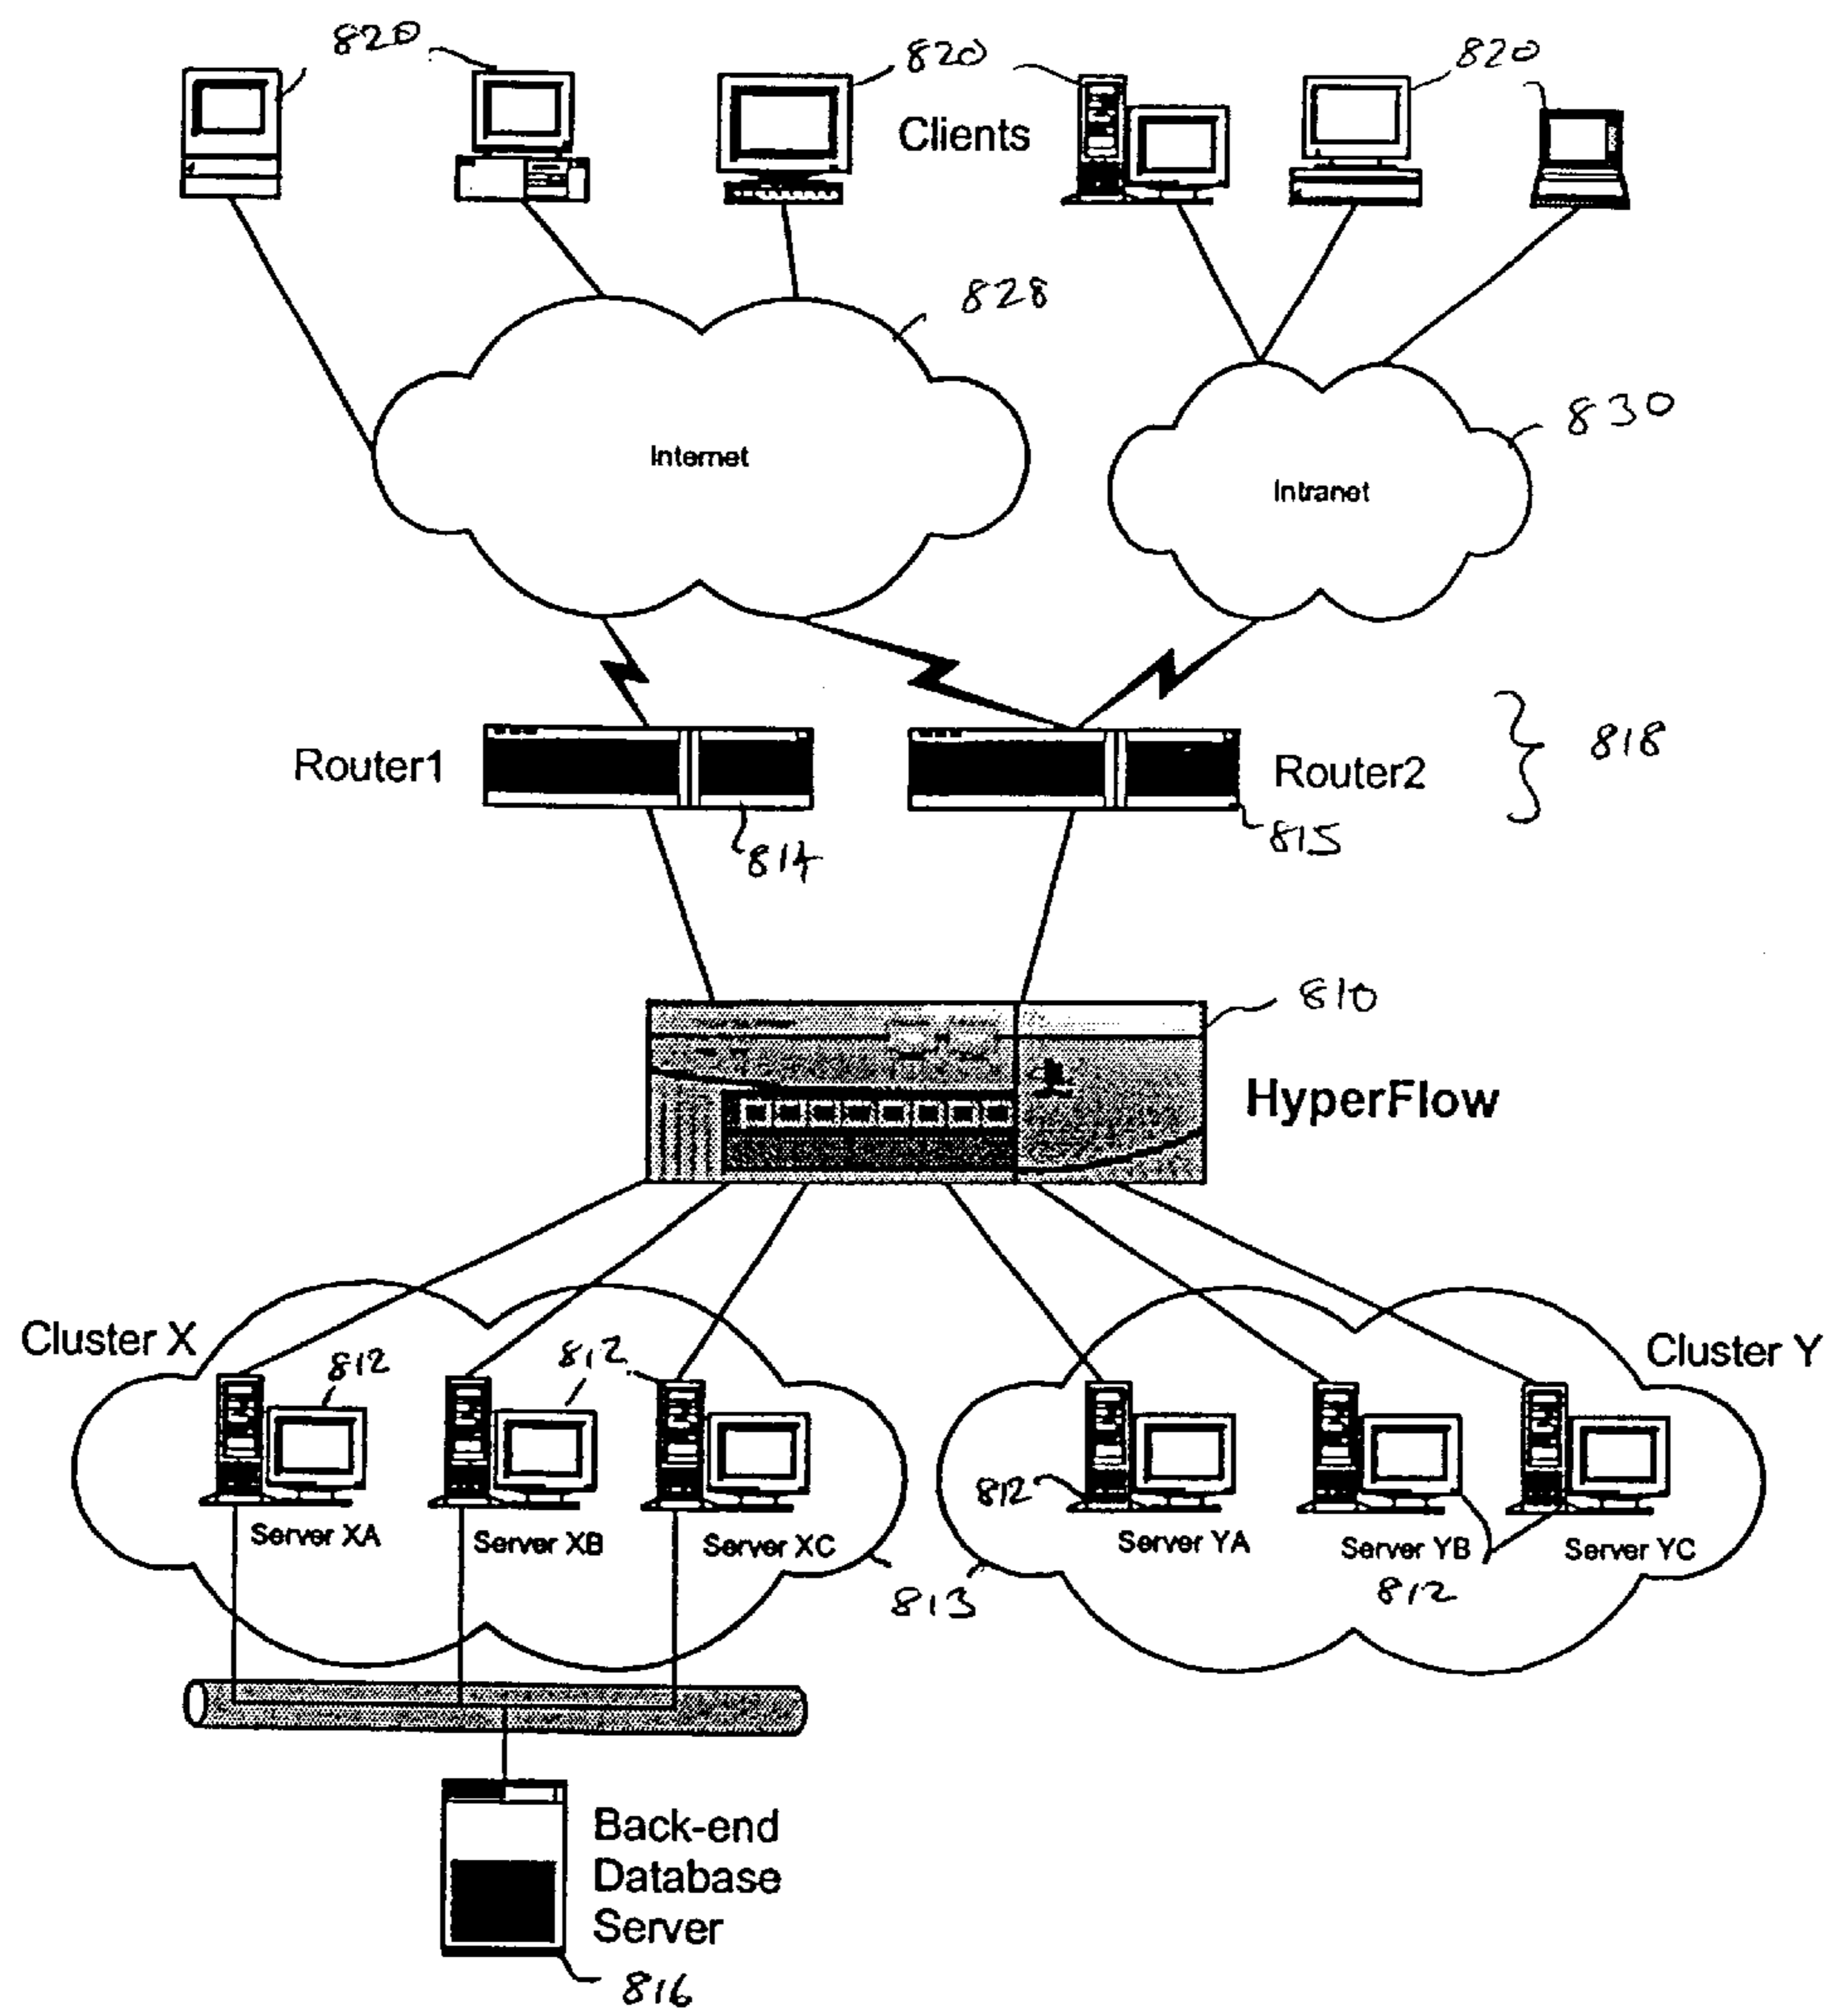 820
820
820
Clients
828
830
Internet
Intranet
818
Router1
Router2
814
815
810
HyperFlow
Cluster X
Cluster Y
812
812
812
Server XA
Server XB
Server XC
Server YA
Server YB
Server YC
813
812
Back-end
Database
Server
816